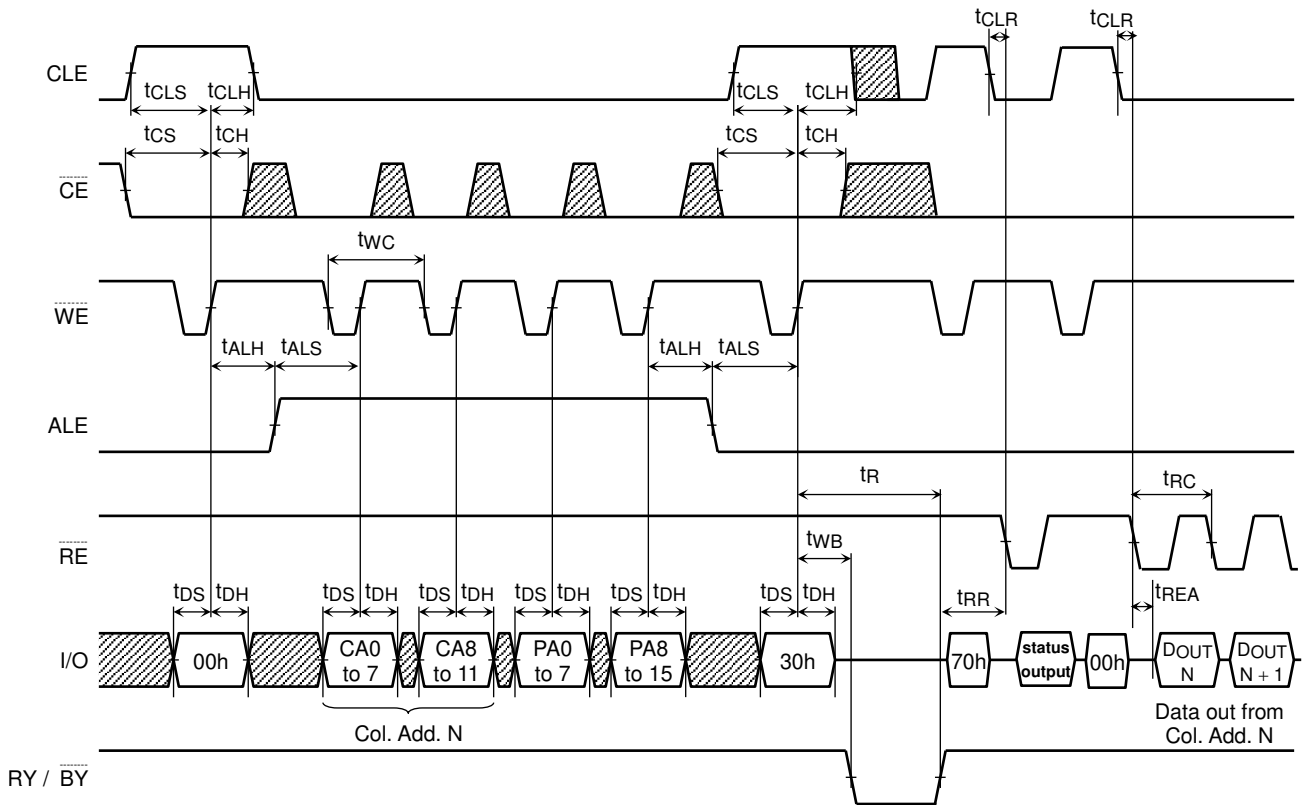 tCLR tCLR
CLE
tCLS tCLH tCLS tCLH
tCS tCH tCS tCH
CE
tWC
WE
tALH tALS tALH tALS
ALE
tR tRC
RE
tWB
tDS tDH tDS tDH tDS tDH tDS tDH tDS tDH tDS tDH tRR tREA
I/O 00h CA0 to 7 CA8 to 11 PA0 to 7 PA8 to 15 30h 70h status output 00h DOUT N DOUT N + 1
Col. Add. N
Data out from
Col. Add. N
RY / BY